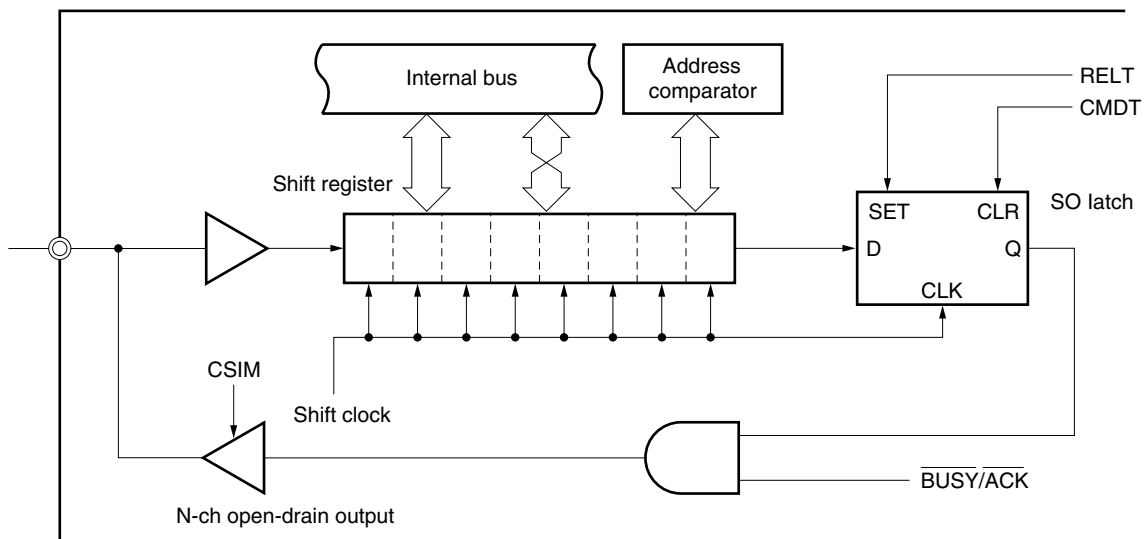 Internal bus
Address
comparator
RELT
CMDT
Shift register
SET
CLR
SO latch
D
Q
CLK
CSIM
Shift clock
BUSY/ACK
N-ch open-drain output